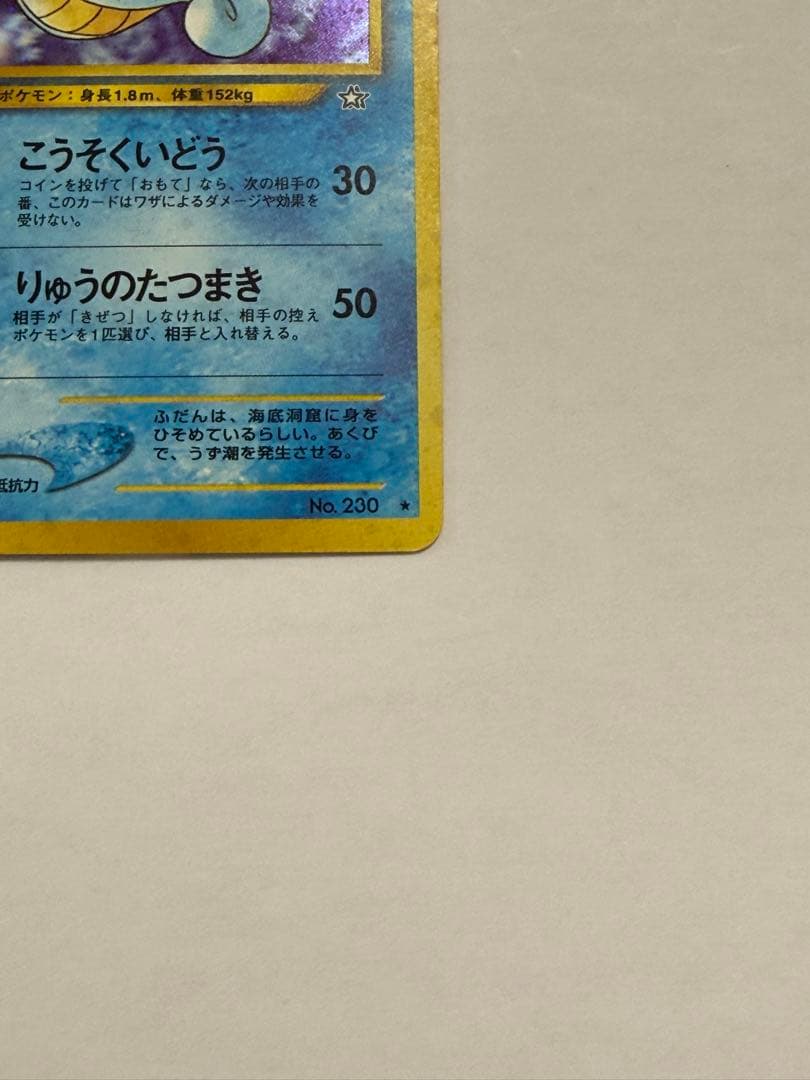 ポケモン：身長1.8m、体重152kg
こうそくいどう
コインを投げて「おもて」なら、次の相手の
番、このカードはワザによるダメージや効果を
受けない。
30
りゅうのたつまき
相手が「きぜつ」しなければ、相手の控え
ポケモンを1匹選び、相手と入れ替える。
50
ふだんは、海底洞窟に身を
ひそめているらしい。あくび
で、うず潮を発生させる。
抵抗力
No. 230 ★